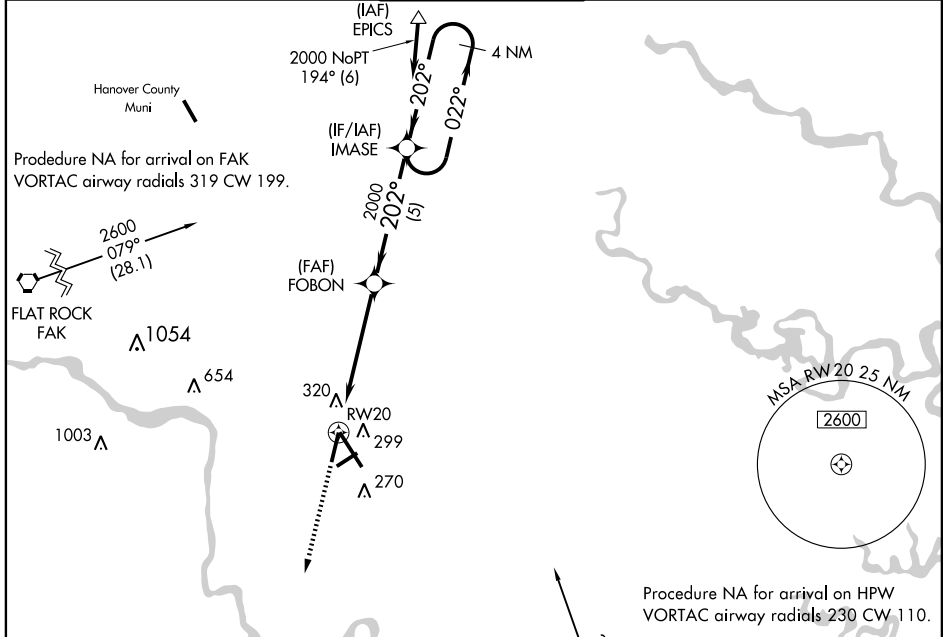 (IAF)
EPICS
2000 NoPT
194° (6)
4 NM
202°
022°
Hanover County
Muni
(IF/IAF)
IMASE
Prodedure NA for arrival on FAK
VORTAC airway radials 319 CW 199.
2000
202°
(5)
2600
079°
(28.1)
(FAF)
FOBON
FLAT ROCK
FAK
1054
654
1003
320
RW20
299
270
MSA RW20 25 NM
2600
Procedure NA for arrival on HPW
VORTAC airway radials 230 CW 110.